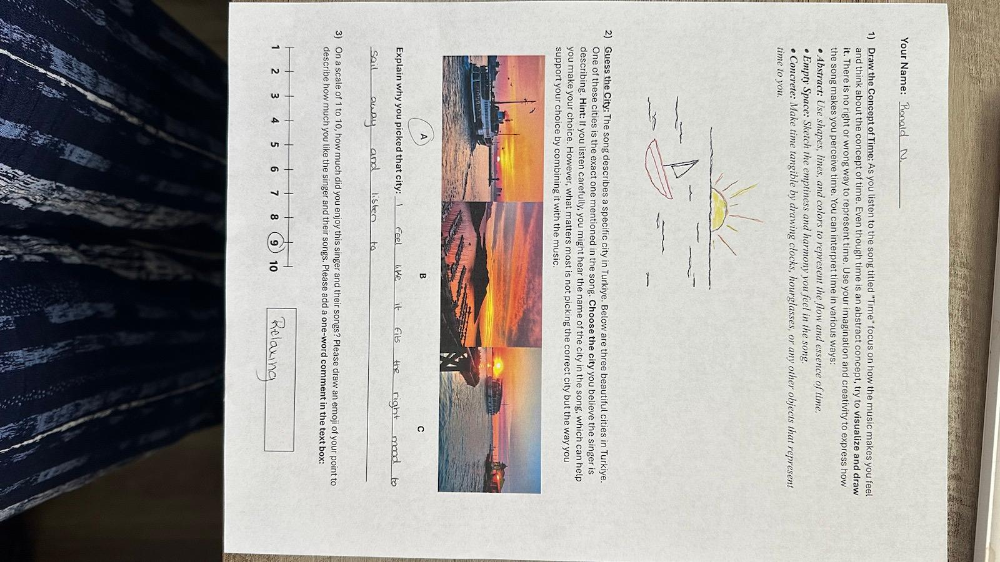 Your Name: Ronald N.
1) Draw the Concept of Time: As you listen to the song titled "Time" focus on how the music makes you feel
and think about the concept of time. Even though time is an abstract concept, try to visualize and draw
it. There is no right or wrong way to represent time. Use your imagination and creativity to express how
the song makes you perceive time. You can interpret time in various ways:
• Abstract: Use shapes, lines, and colors to represent the flow and essence of time.
• Empty Space: Sketch the emptiness and harmony you feel in the song.
• Concrete: Make time tangible by drawing clocks, hourglasses, or any other objects that represent
time to you.
2) Guess the City: The song describes a specific city in Turkiye. Below are three beautiful cities in Turkiye.
One of these cities is the exact one mentioned in the song. Choose the city you believe the singer is
describing. Hint: If you listen carefully, you might hear the name of the city in the song, which can help
you make your choice. However, what matters most is not picking the correct city but the way you
support your choice by combining it with the music.
A B C
Explain why you picked that city: I feel like it fits the right mood to
sail away and listen to
3) On a scale of 1 to 10, how much did you enjoy this singer and their songs? Please draw an emoji of your point to
describe how much you like the singer and their songs. Please add a one-word comment in the text box:
1 2 3 4 5 6 7 8 9 10 Relaxing